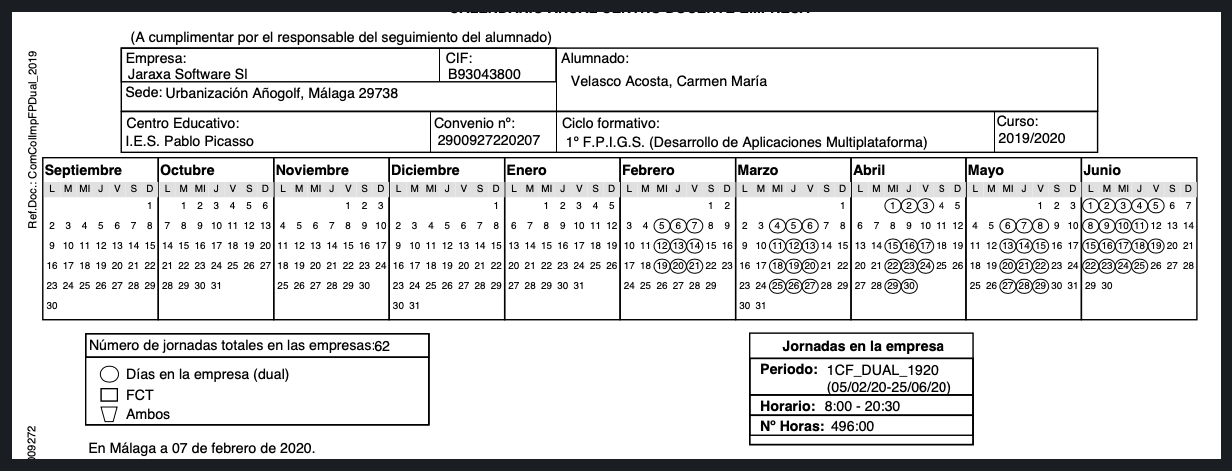 (A cumplimentar por el responsable del seguimiento del alumnado)
Empresa:
Jaraxa Software Sl
CIF:
B93043800
Alumnado:
Velasco Acosta, Carmen María
Sede: Urbanización Añogolf, Málaga 29738
Centro Educativo:
I.E.S. Pablo Picasso
Convenio nº:
2900927220207
Ciclo formativo:
1º F.P.I.G.S. (Desarrollo de Aplicaciones Multiplataforma)
Curso:
2019/2020
Ref.Doc.: ComColImpFPDual_2019
Septiembre Octubre Noviembre Diciembre Enero Febrero Marzo Abril Mayo Junio
L M MI J V S D L M MI J V S D L M MI J V S D L M MI J V S D L M MI J V S D L M MI J V S D L M MI J V S D L M MI J V S D L M MI J V S D L M MI J V S D
1 1 2 3 4 5 6 1 2 3 1 1 2 3 4 5 1 2 1 1 2 3 4 5 1 2 3 1 2 3 4 5 6 7
2 3 4 5 6 7 8 7 8 9 10 11 12 13 4 5 6 7 8 9 10 2 3 4 5 6 7 8 6 7 8 9 10 11 12 3 4 5 6 7 8 9 2 3 4 5 6 7 8 6 7 8 9 10 11 12 4 5 6 7 8 9 10 8 9 10 11 12 13 14
9 10 11 12 13 14 15 14 15 16 17 18 19 20 11 12 13 14 15 16 17 9 10 11 12 13 14 15 13 14 15 16 17 18 19 10 11 12 13 14 15 16 9 10 11 12 13 14 15 13 14 15 16 17 18 19 11 12 13 14 15 16 17 15 16 17 18 19 20 21
16 17 18 19 20 21 22 21 22 23 24 25 26 27 18 19 20 21 22 23 24 16 17 18 19 20 21 22 20 21 22 23 24 25 26 17 18 19 20 21 22 23 16 17 18 19 20 21 22 20 21 22 23 24 25 26 18 19 20 21 22 23 24 22 23 24 25 26 27 28
23 24 25 26 27 28 29 28 29 30 31 25 26 27 28 29 30 23 24 25 26 27 28 29 27 28 29 30 31 24 25 26 27 28 29 23 24 25 26 27 28 29 27 28 29 30 25 26 27 28 29 30 31 29 30
30 30 31 30 31
Número de jornadas totales en las empresas:62
Días en la empresa (dual)
FCT
Ambos
Jornadas en la empresa
Periodo: 1CF_DUAL_1920
(05/02/20-25/06/20)
Horario: 8:00 - 20:30
Nº Horas: 496:00
En Málaga a 07 de febrero de 2020.